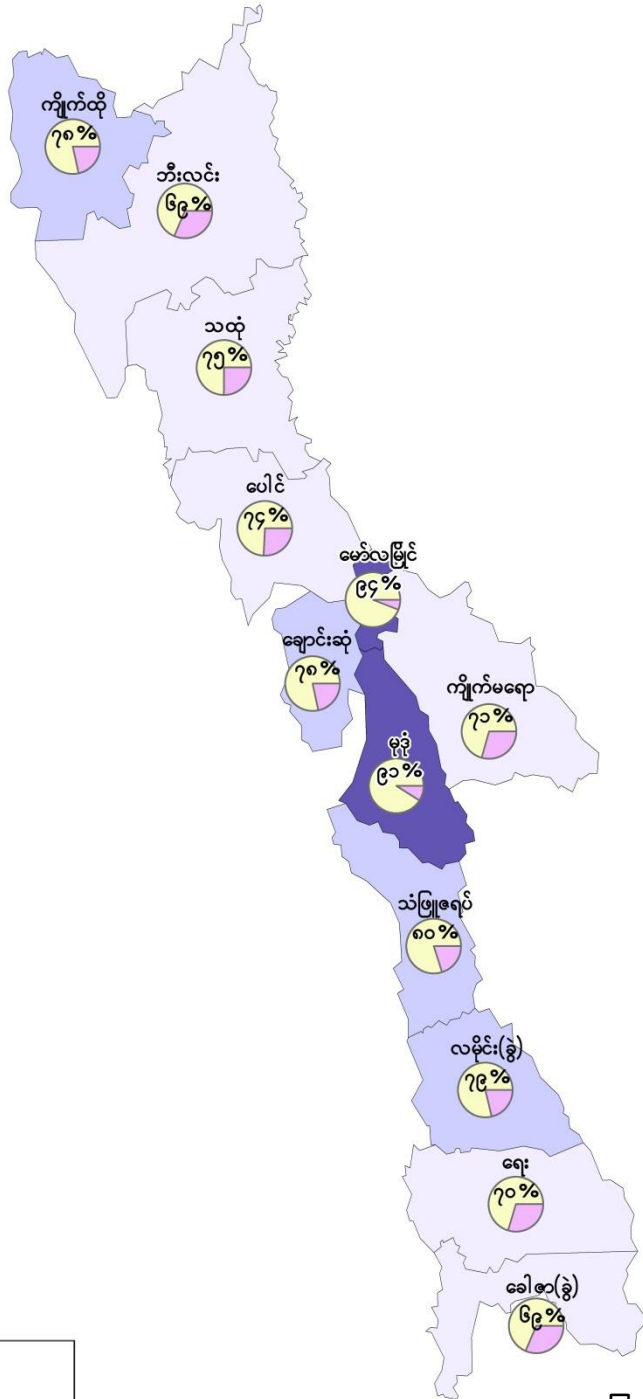 ကျိုက်ထို
၇၈%
ဘီးလင်း
၆၉%
သထုံ
၇၅%
ပေါင်
၇၄%
မော်လမြိုင်
၉၄%
ချောင်းဆုံ
၇၈%
ကျိုက်မရော
၇၁%
မုဒုံ
၉၁%
သံဖြူဇရပ်
၈၀%
လမိုင်း(ခွဲ)
၇၉%
ရေး
၇၀%
ခေါဇာ(ခွဲ)
၆၉%